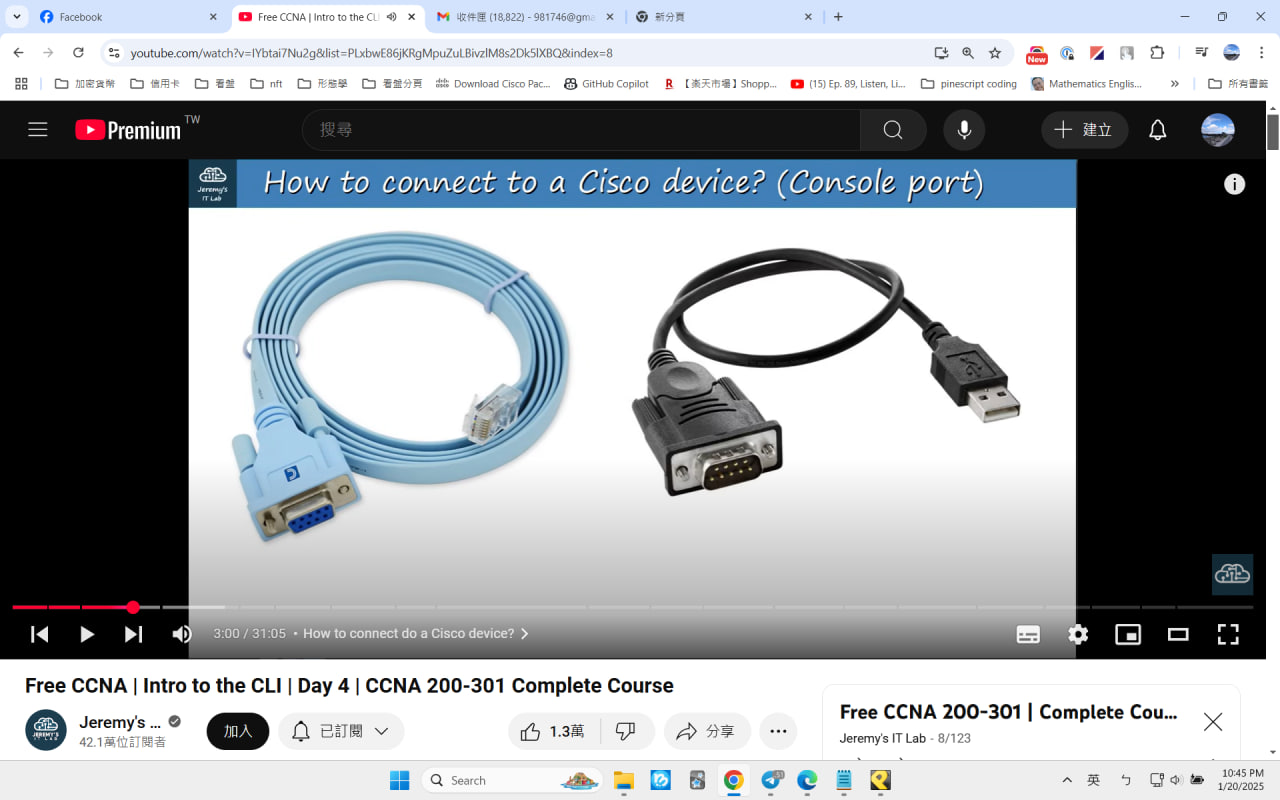 Facebook
Free CCNA | Intro to the CLI
收件匣 (18,822) - 981746@gma
新分頁
youtube.com/watch?v=IYbtai7Nu2g&list=PLxbwE86jKRgMpuZuLBivzlM8s2Dk5lXBQ&index=8
New
加密貨幣
信用卡
看盤
nft
形態學
看盤分頁
Download Cisco Pac...
GitHub Copilot
【楽天市場】Shopp...
(15) Ep. 89, Listen, Li...
pinescript coding
Mathematics Englis...
所有書籤
Premium TW
搜尋
建立
Jeremy's
IT Lab
How to connect to a Cisco device? (Console port)
3:00 / 31:05 • How to connect do a Cisco device?
Free CCNA | Intro to the CLI | Day 4 | CCNA 200-301 Complete Course
JEREMY'S
IT LAB
Jeremy's ...
42.1萬位訂閱者
加入
已訂閱
1.3萬
分享
Free CCNA 200-301 | Complete Cou...
Jeremy's IT Lab - 8/123
Search
英
ㄅ
10:45 PM
1/20/2025